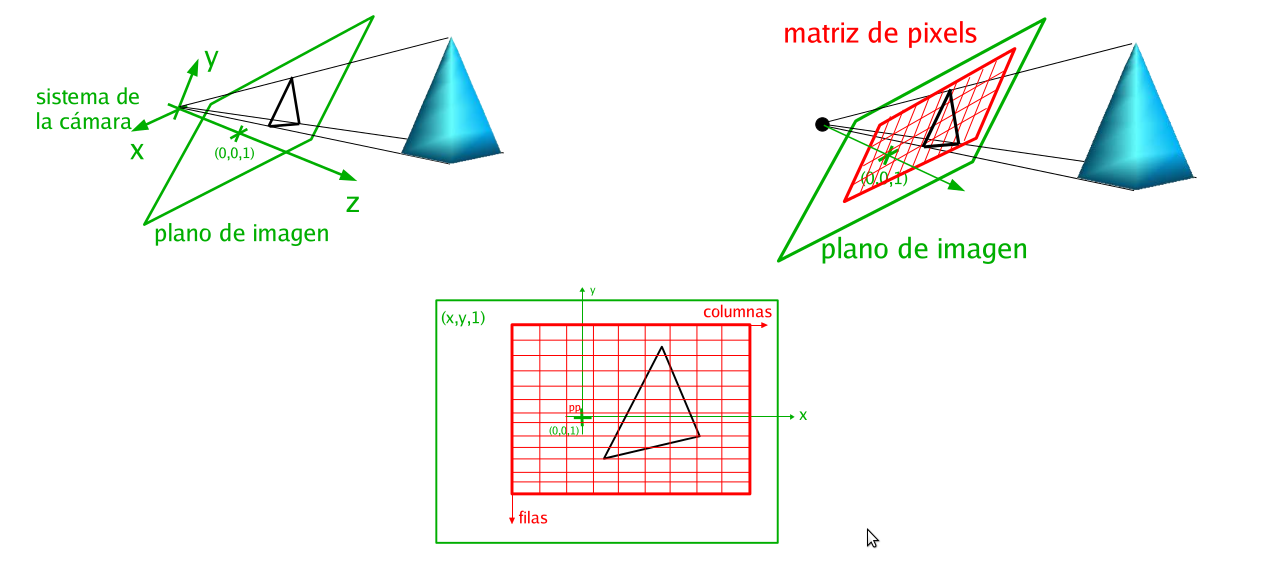 y
sistema de
la cámara
x
(0,0,1)
z
plano de imagen
matriz de pixels
(0,0,1)
plano de imagen
y
columnas
(x,y,1)
pp
x
(0,0,1)
filas